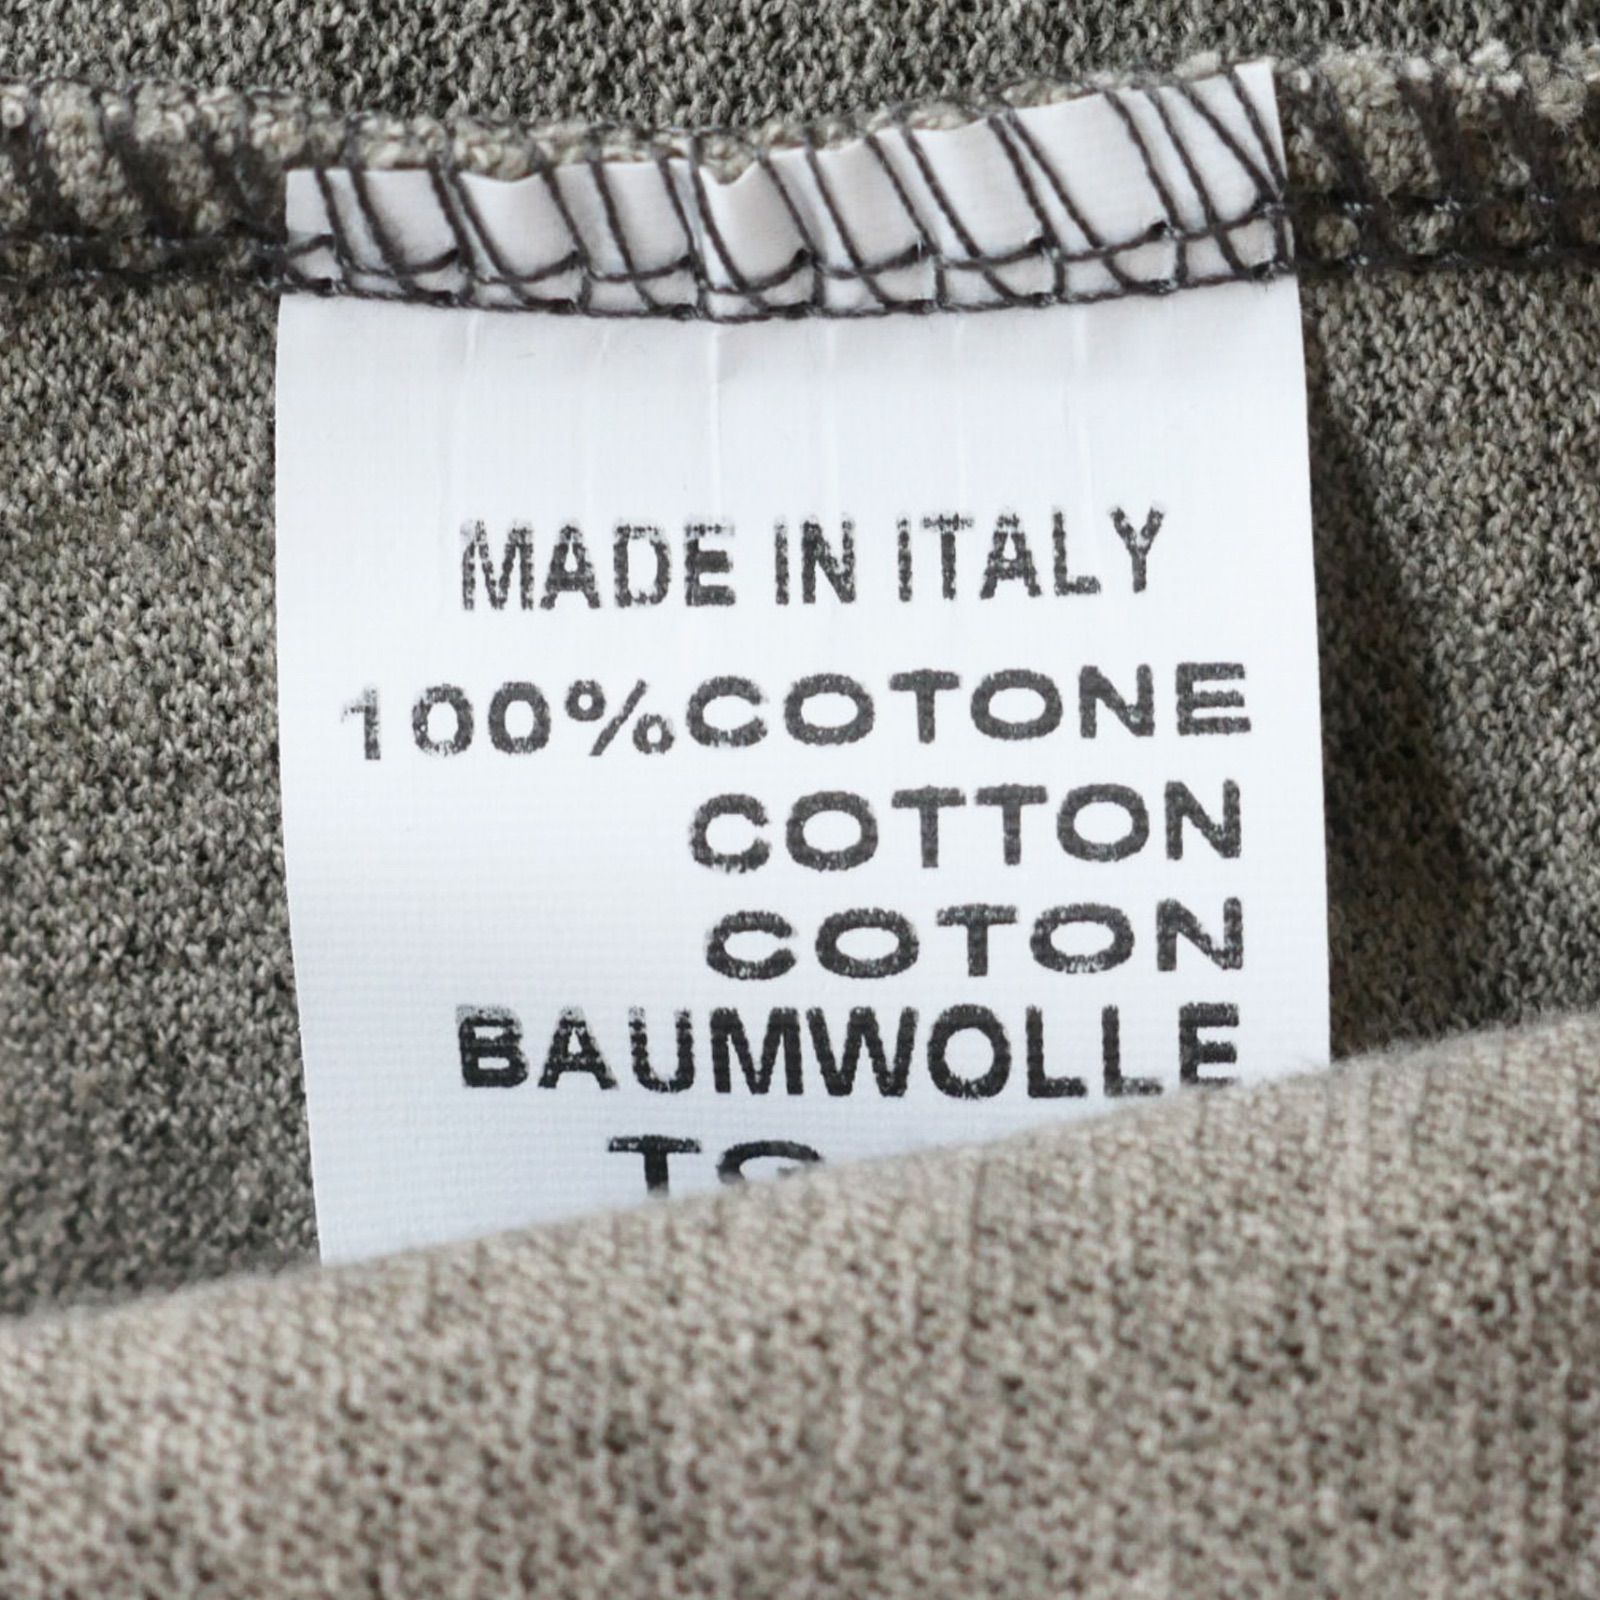 MADE IN ITALY
100%COTONE
COTTON
COTON
BAUMWOLLE